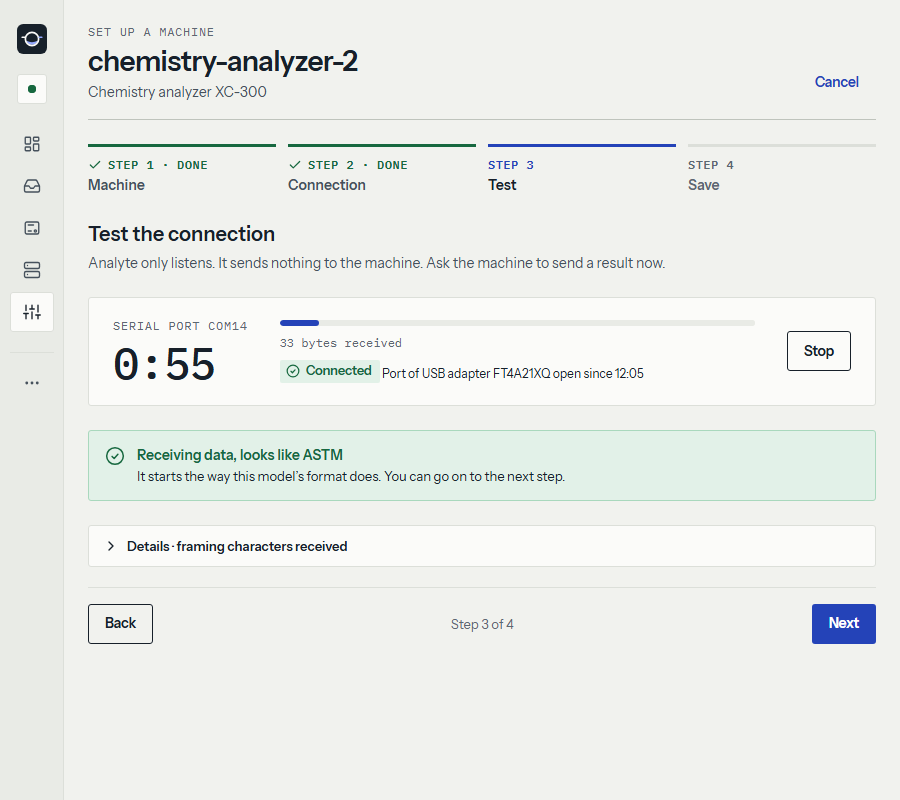 SET UP A MACHINE
chemistry-analyzer-2
Chemistry analyzer XC-300
Cancel
STEP 1 · DONE
Machine
STEP 2 · DONE
Connection
STEP 3
Test
STEP 4
Save
Test the connection
Analyte only listens. It sends nothing to the machine. Ask the machine to send a result now.
SERIAL PORT COM14
0:55
33 bytes received
Connected Port of USB adapter FT4A21XQ open since 12:05
Stop
Receiving data, looks like ASTM
It starts the way this model’s format does. You can go on to the next step.
Details · framing characters received
Back
Step 3 of 4
Next